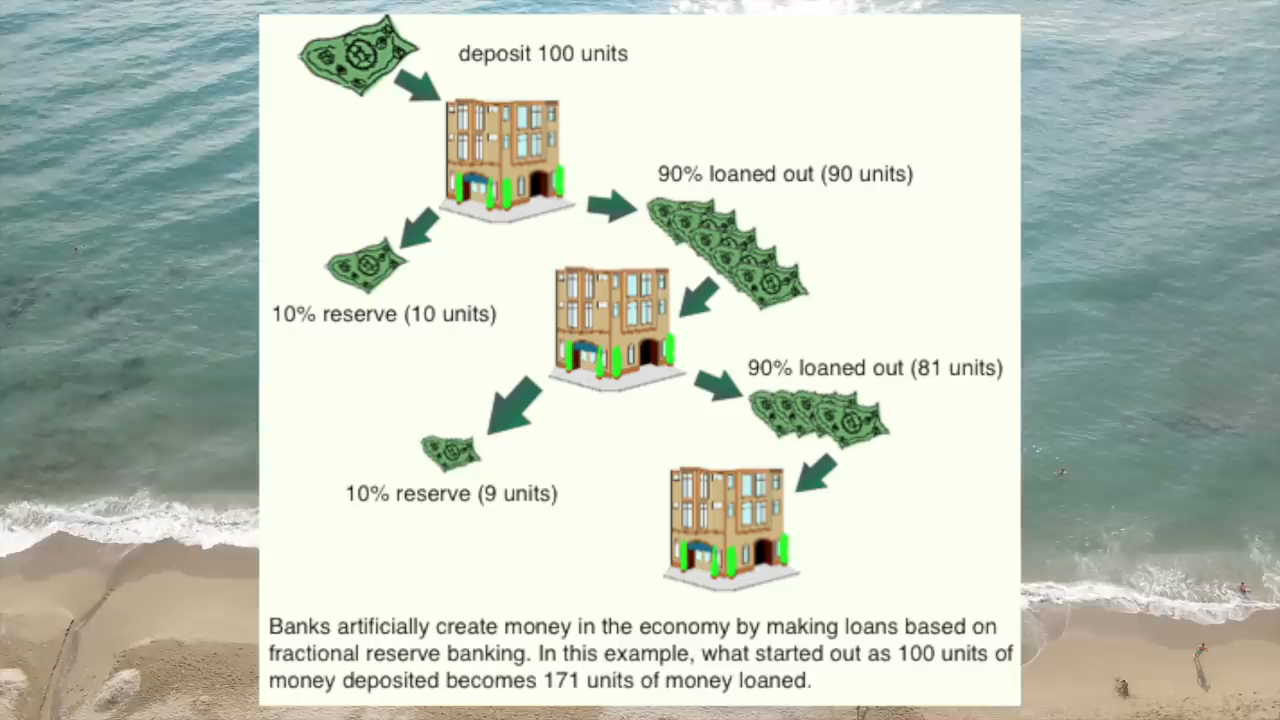 deposit 100 units
90% loaned out (90 units)
10% reserve (10 units)
90% loaned out (81 units)
10% reserve (9 units)
Banks artificially create money in the economy by making loans based on
fractional reserve banking. In this example, what started out as 100 units of
money deposited becomes 171 units of money loaned.